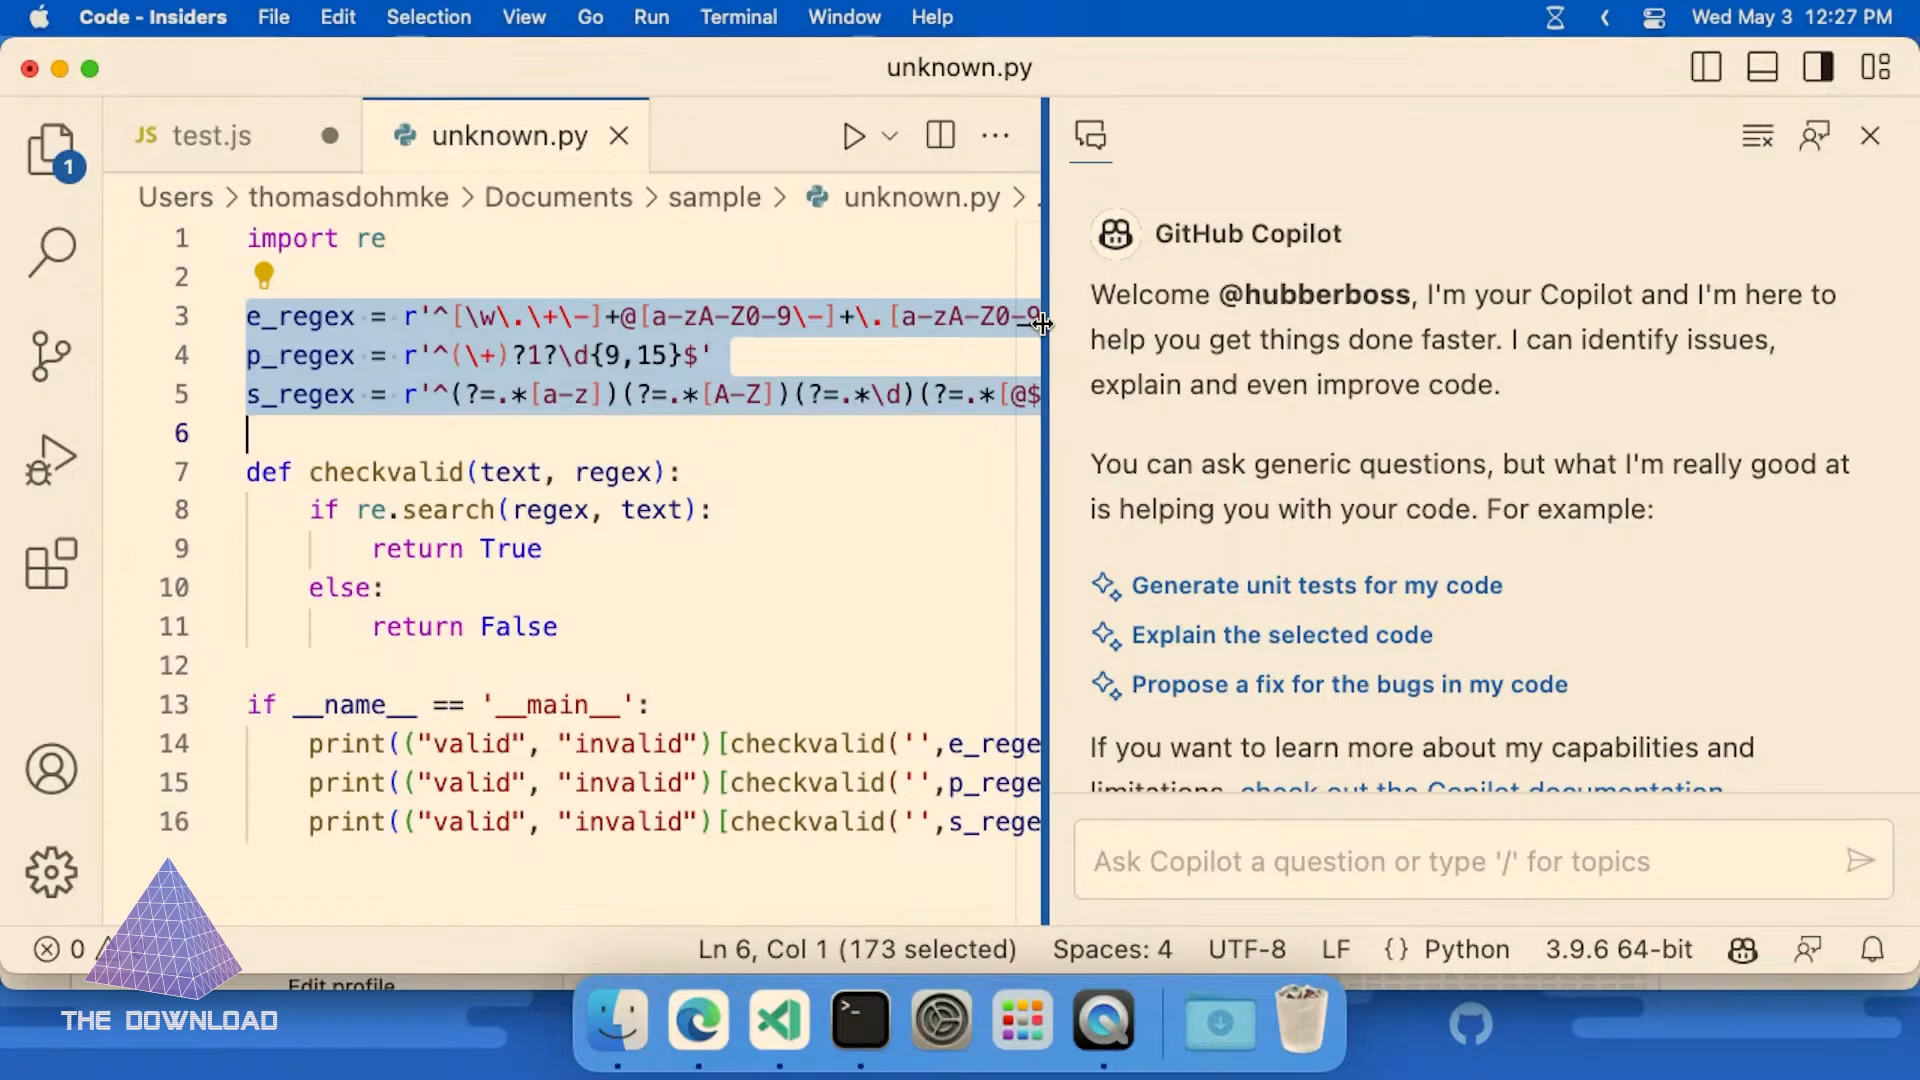 Code - Insiders File Edit Selection View Go Run Terminal Window Help Wed May 3 12:27 PM
unknown.py
JS test.js unknown.py
Users > thomasdohmke > Documents > sample > unknown.py >
1 import re
2
3 e_regex = r'^[\w\.\+\-]+@[a-zA-Z0-9\-]+\.[a-zA-Z0-9
4 p_regex = r'^(\+)?1?\d{9,15}$'
5 s_regex = r'^(?=.*[a-z])(?=.*[A-Z])(?=.*\d)(?=.*[@$
6
7 def checkvalid(text, regex):
8 if re.search(regex, text):
9 return True
10 else:
11 return False
12
13 if __name__ == '__main__':
14 print(("valid", "invalid")[checkvalid('',e_rege
15 print(("valid", "invalid")[checkvalid('',p_rege
16 print(("valid", "invalid")[checkvalid('',s_rege
1
GitHub Copilot
Welcome @hubberboss, I'm your Copilot and I'm here to
help you get things done faster. I can identify issues,
explain and even improve code.
You can ask generic questions, but what I'm really good at
is helping you with your code. For example:
Generate unit tests for my code
Explain the selected code
Propose a fix for the bugs in my code
If you want to learn more about my capabilities and
limitations, check out the Copilot documentation
Ask Copilot a question or type '/' for topics
0 Ln 6, Col 1 (173 selected) Spaces: 4 UTF-8 LF {} Python 3.9.6 64-bit
Edit profile
THE DOWNLOAD